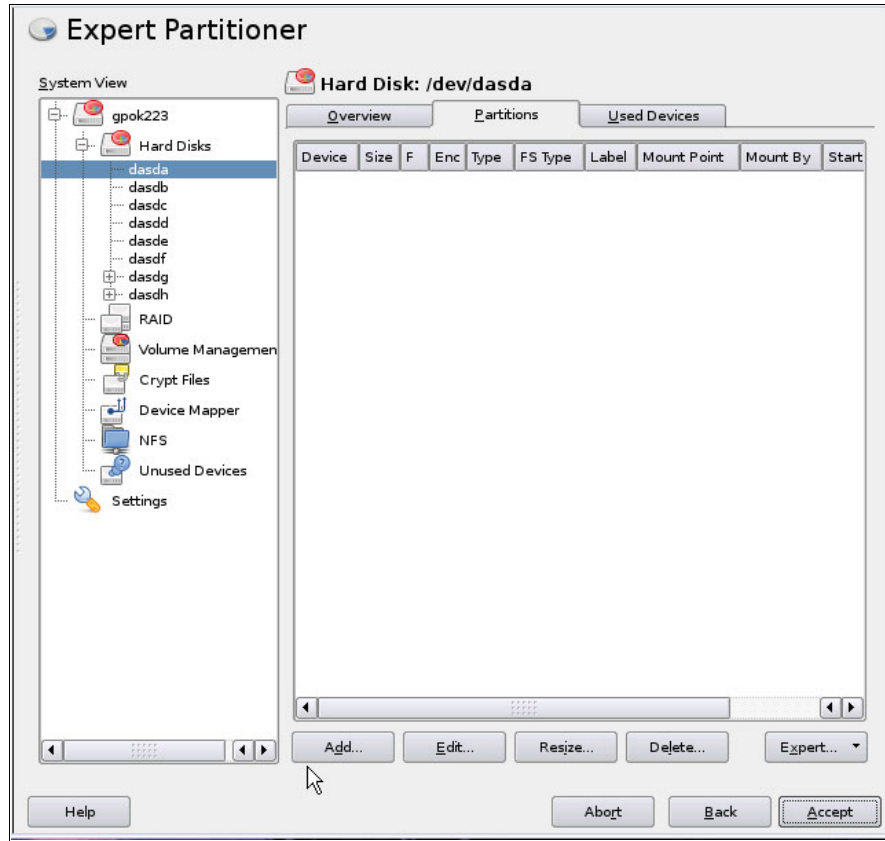 Expert Partitioner
System View
gpok223
Hard Disks
dasda
dasdb
dasdc
dasdd
dasde
dasdf
dasdg
dasdh
RAID
Volume Managemen
Crypt Files
Device Mapper
NFS
Unused Devices
Settings
Hard Disk: /dev/dasda
Overview Partitions Used Devices
Device Size F Enc Type FS Type Label Mount Point Mount By Start
Add... Edit... Resize... Delete... Expert...
Help Abort Back Accept